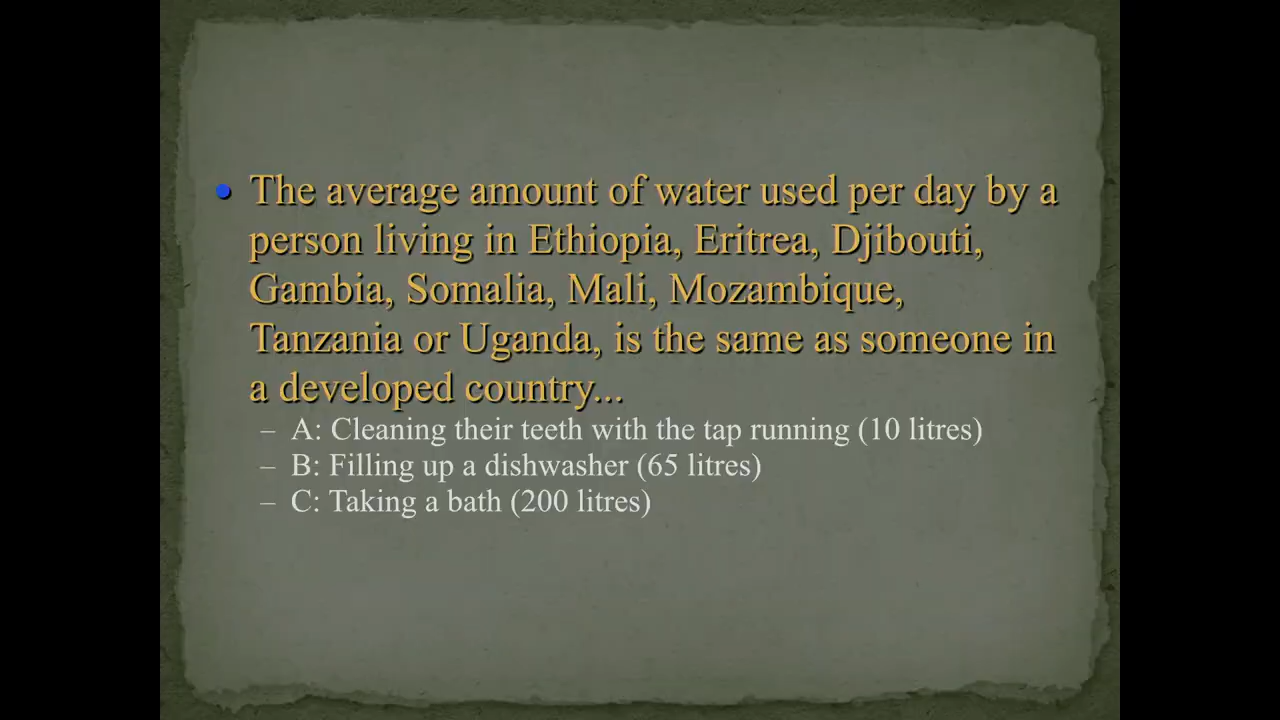 • The average amount of water used per day by a
person living in Ethiopia, Eritrea, Djibouti,
Gambia, Somalia, Mali, Mozambique,
Tanzania or Uganda, is the same as someone in
a developed country...
– A: Cleaning their teeth with the tap running (10 litres)
– B: Filling up a dishwasher (65 litres)
– C: Taking a bath (200 litres)